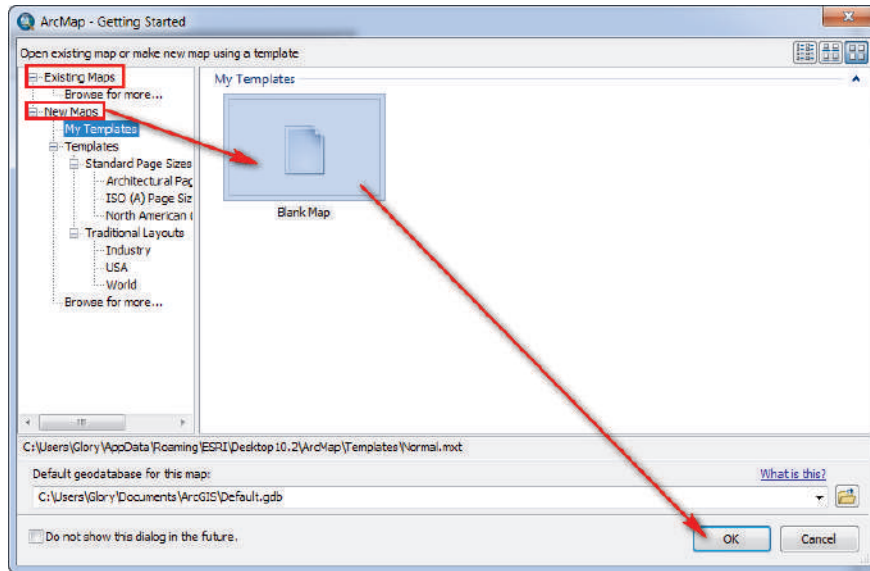 ArcMap - Getting Started
Open existing map or make new map using a template
Existing Maps
Browse for more...
New Maps
My Templates
Templates
Standard Page Sizes
Architectural Pag
ISO (A) Page Siz
North American (
Traditional Layouts
Industry
USA
World
Browse for more...
My Templates
Blank Map
C:\Users\Glory\AppData\Roaming\ESRI\Desktop10.2\ArcMap\Templates\Normal.mxt
Default geodatabase for this map:
What is this?
C:\Users\Glory\Documents\ArcGIS\Default.gdb
Do not show this dialog in the future.
OK
Cancel